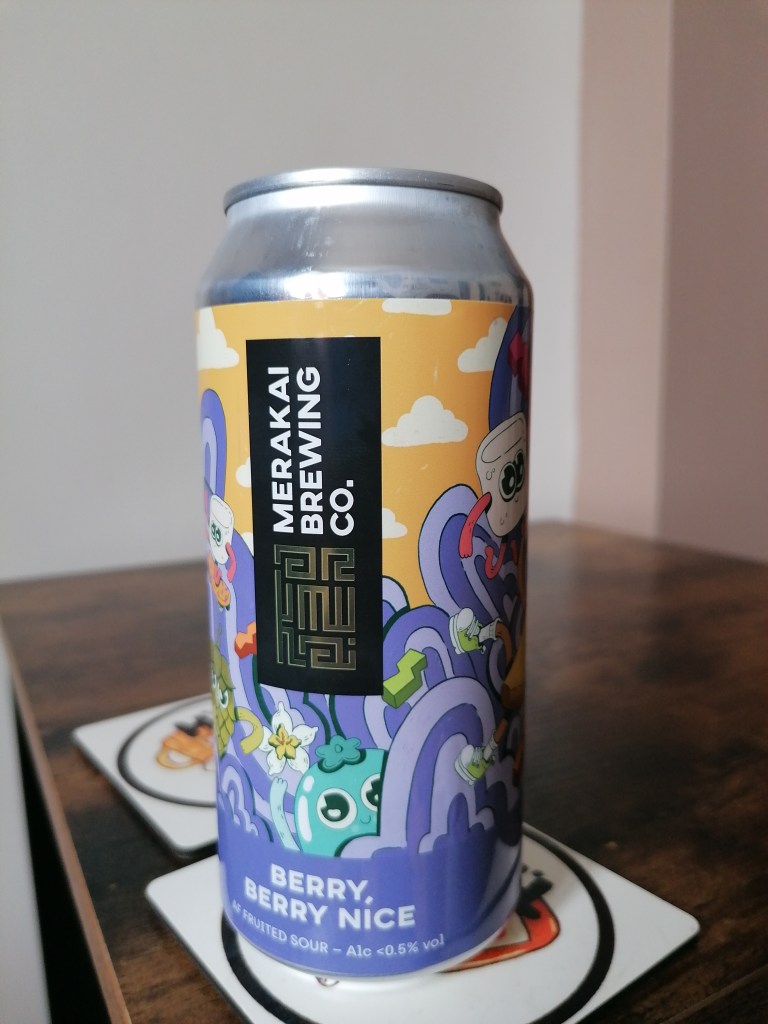 MERAKAI
BREWING
CO.
BERRY,
BERRY NICE
AF FRUITED SOUR – Alc <0.5% vol